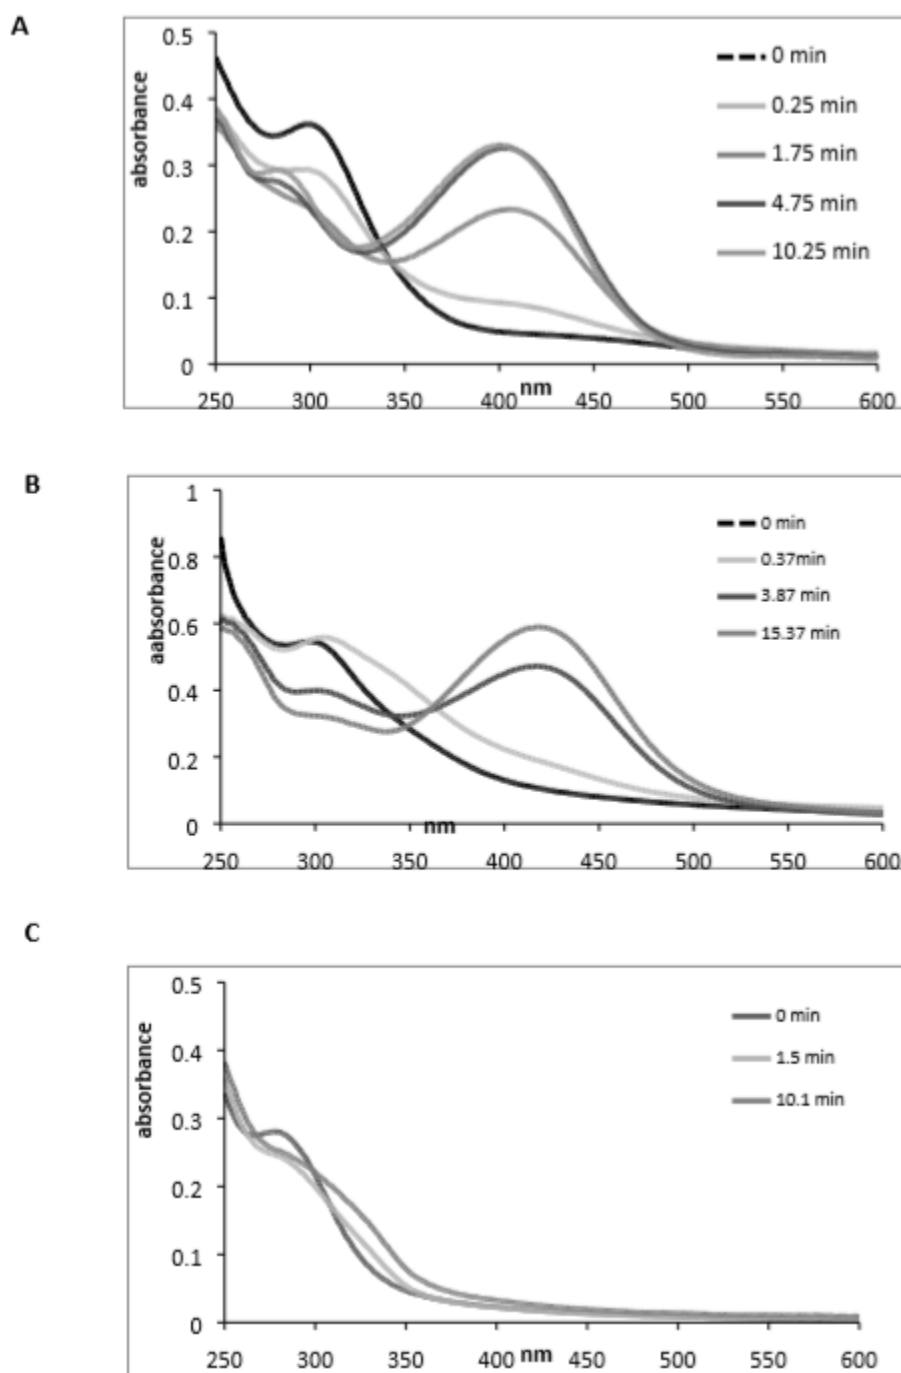 A
absorbance
0.5
0.4
0.3
0.2
0.1
0
0 min
0.25 min
1.75 min
4.75 min
10.25 min
250 300 350 400 450 500 550 600
nm
B
aabsorbance
1
0.8
0.6
0.4
0.2
0
0 min
0.37min
3.87 min
15.37 min
nm
250 300 350 400 450 500 550 600
C
absorbance
0.5
0.4
0.3
0.2
0.1
0
0 min
1.5 min
10.1 min
250 300 350 400 nm 450 500 550 600